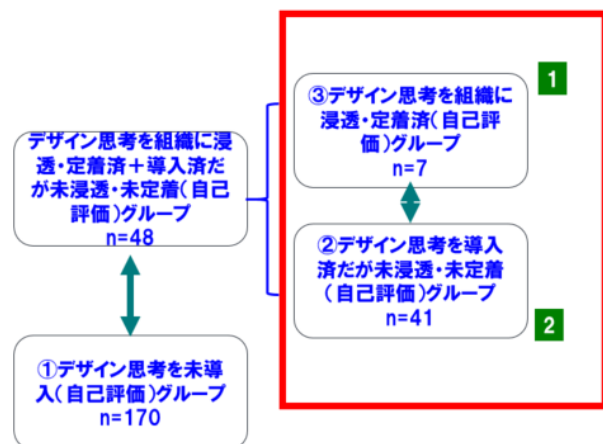 デザイン思考を組織に浸
透・定着済＋導入済だ
が未浸透・未定着（自己
評価）グループ
n=48
①デザイン思考を未導
入（自己評価）グループ
n=170
③デザイン思考を組織に
浸透・定着済（自己評
価）グループ
n=7
1
②デザイン思考を導入
済だが未浸透・未定着
（自己評価）グループ
n=41
2